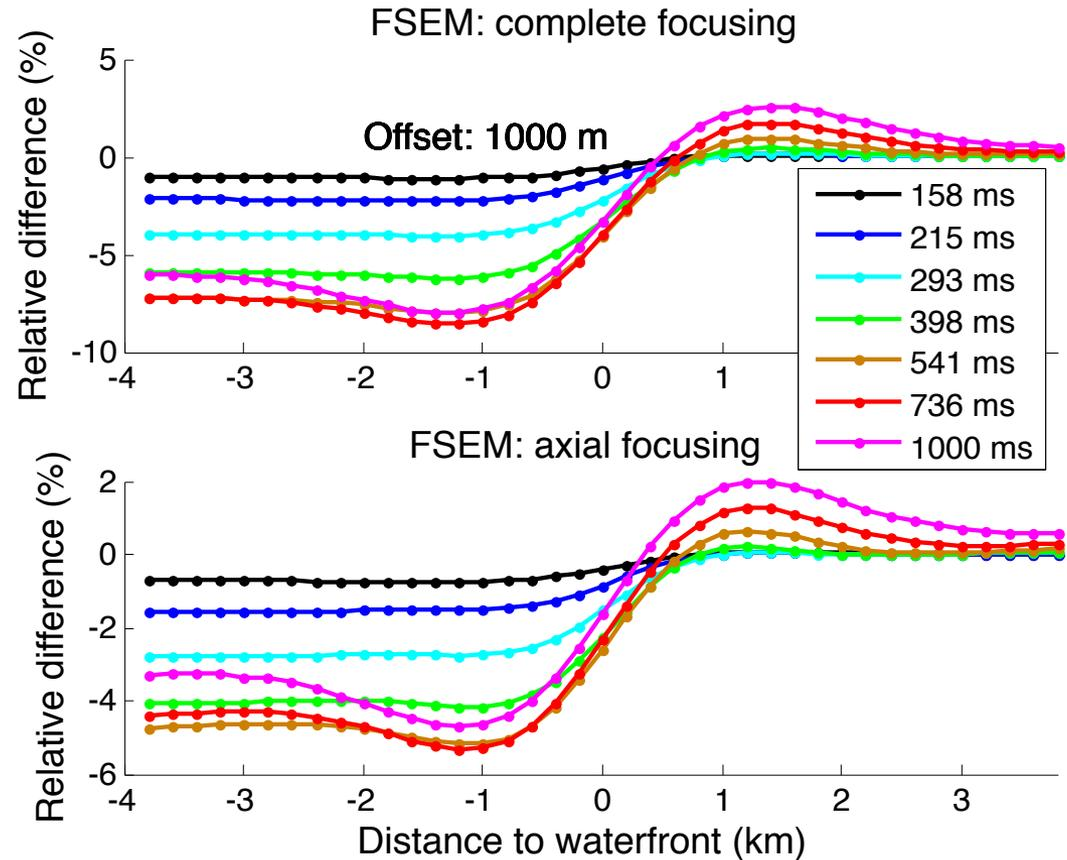 FSEM: complete focusing
Relative difference (%)
5
0
-5
-10
Offset: 1000 m
-4
-3
-2
-1
0
1
158 ms
215 ms
293 ms
398 ms
541 ms
736 ms
1000 ms
FSEM: axial focusing
Relative difference (%)
2
0
-2
-4
-6
-4
-3
-2
-1
0
1
2
3
Distance to waterfront (km)